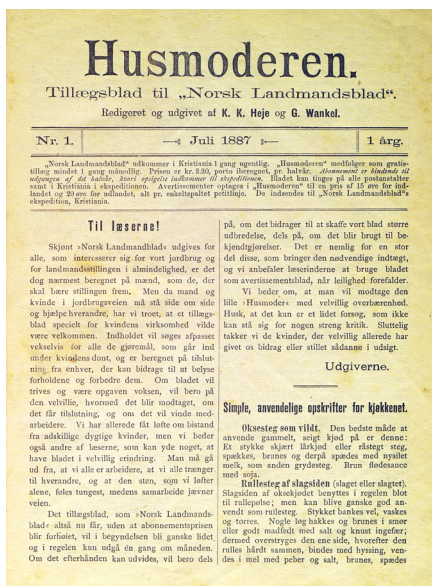 Husmoderen.
Tillægsblad til „Norsk Landmandsblad“.
Redigeret og udgivet af K. K. Heje og G. Wankel.
Nr. 1.
Juli 1887
1 årg.
„Norsk Landmandsblad“ udkommer i Kristiania 1 gang ugentlig. „Husmoderen“ medfølger som gratis-
tillæg mindst 1 gang månedlig. Prisen er kr. 2.20, porto iberegnet, pr. halvår. Abonnement er bindende til
udgangen af det halvår, hvori opsigelse indkommer til ekspeditionen. Bladet kan tinges på alle postanstalter
samt i Kristiania i ekspeditionen. Avertissementer optages i „Husmoderen“ til en pris af 15 øre for ind-
landet og 20 øre for udlandet, alt pr. enkeltspaltet petitlinje. De indsendes til „Norsk Landmandsblad“s
ekspedition, Kristiania.
Til læserne!
Skjønt »Norsk Landmandblad« udgives for
alle, som interesserer sig for vort jordbrug og
for landmandsstillingen i almindelighed, er det
dog nærmest beregnet på mænd, som de, der
skal bære stillingen frem. Men da mand og
kvinde i jordbrugsveien må stå side om side
og hjælpe hverandre, har vi troet, at et tillægs-
blad specielt for kvindens virksomhed vilde
være velkommen. Indholdet vil søges afpasset
vekselvis for alle de gjøremål, som går ind
under kvindens dont, og er beregnet på tilslut-
ning fra enhver, der kan bidrage til at belyse
forholdene og forbedre dem. Om bladet vil
trives og være opgaven voksen, vil bero på
den velvillie, hvormed det blir modtaget, om
det får tilslutning, og om det vil vinde med-
arbeidere. Vi har allerede fåt løfte om bistand
fra adskillige dygtige kvinder, men vi beder
også andre af læserne, som kan yde noget, at
have bladet i velvillig erindring. Man må gå
ud fra, at vi alle er arbeidere, at vi alle trænger
til hverandre, og at den sten, som vi løfter
alene, føles tungest, medens samarbeide jævner
veien.
Det tillægsblad, som »Norsk Landmands-
blad« altså nu får, uden at abonnementsprisen
blir forhøiet, vil i begyndelsen bli ganske lidet
og i regelen kun udgå én gang om måneden.
Om det efterhånden kan udvides, vil bero dels
på, om det bidrager til at skaffe vort blad større
udbredelse, dels på, om det blir brugt til be-
kjendtgjørelser. Det er nemlig for en stor
del disse, som bringer den nødvendige indtægt,
og vi anbefaler læserinderne at bruge bladet
som avertissementsblad, når leilighed forefalder.
Vi beder om, at man vil modtage den
lille »Husmoder« med velvillig overbærenhed.
Husk, at det kun er et lidet forsøg, som ikke
kan stå sig for nogen streng kritik. Sluttelig
takker vi de kvinder, der velvillig allerede har
givet os bidrag eller stillet sådanne i udsigt.
Udgiverne.
Simple, anvendelige opskrifter for kjøkkenet.
Oksesteg som vildt. Den bedste måde at
anvende gammelt, seigt kjød på er denne:
Et stykke skjært lårkjød eller råstegt steg,
spækkes, brunes og derpå spædes med nysilet
melk, som anden grydesteg. Brun flødesauce
med soja.
Rullesteg af slagsiden (slaget eller slagtet).
Slagsiden af oksekjødet benyttes i regelen blot
til rullepølse; men kan blive ganske god an-
vendt som rullesteg. Stykket bankes vel, vaskes
og tørres. Nogle løg hakkes og brunes i smør
eller godt madfedt med salt og knust ingefær;
dermed overstryges den ene side, hvorefter den
rulles hårdt sammen, bindes med hyssing, ven-
des i mel med peber og salt, brunes, spædes